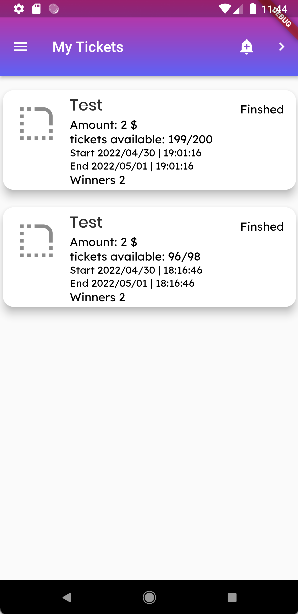 11:44
DEBUG
My Tickets
Test
Finshed
Amount: 2 $
tickets available: 199/200
Start 2022/04/30 | 19:01:16
End 2022/05/01 | 19:01:16
Winners 2
Test
Finshed
Amount: 2 $
tickets available: 96/98
Start 2022/04/30 | 18:16:46
End 2022/05/01 | 18:16:46
Winners 2